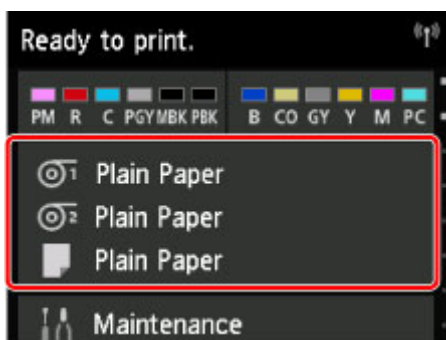 Ready to print.
PM R C PGY MBK PBK B CO GY Y M PC
1 Plain Paper
2 Plain Paper
Plain Paper
Maintenance